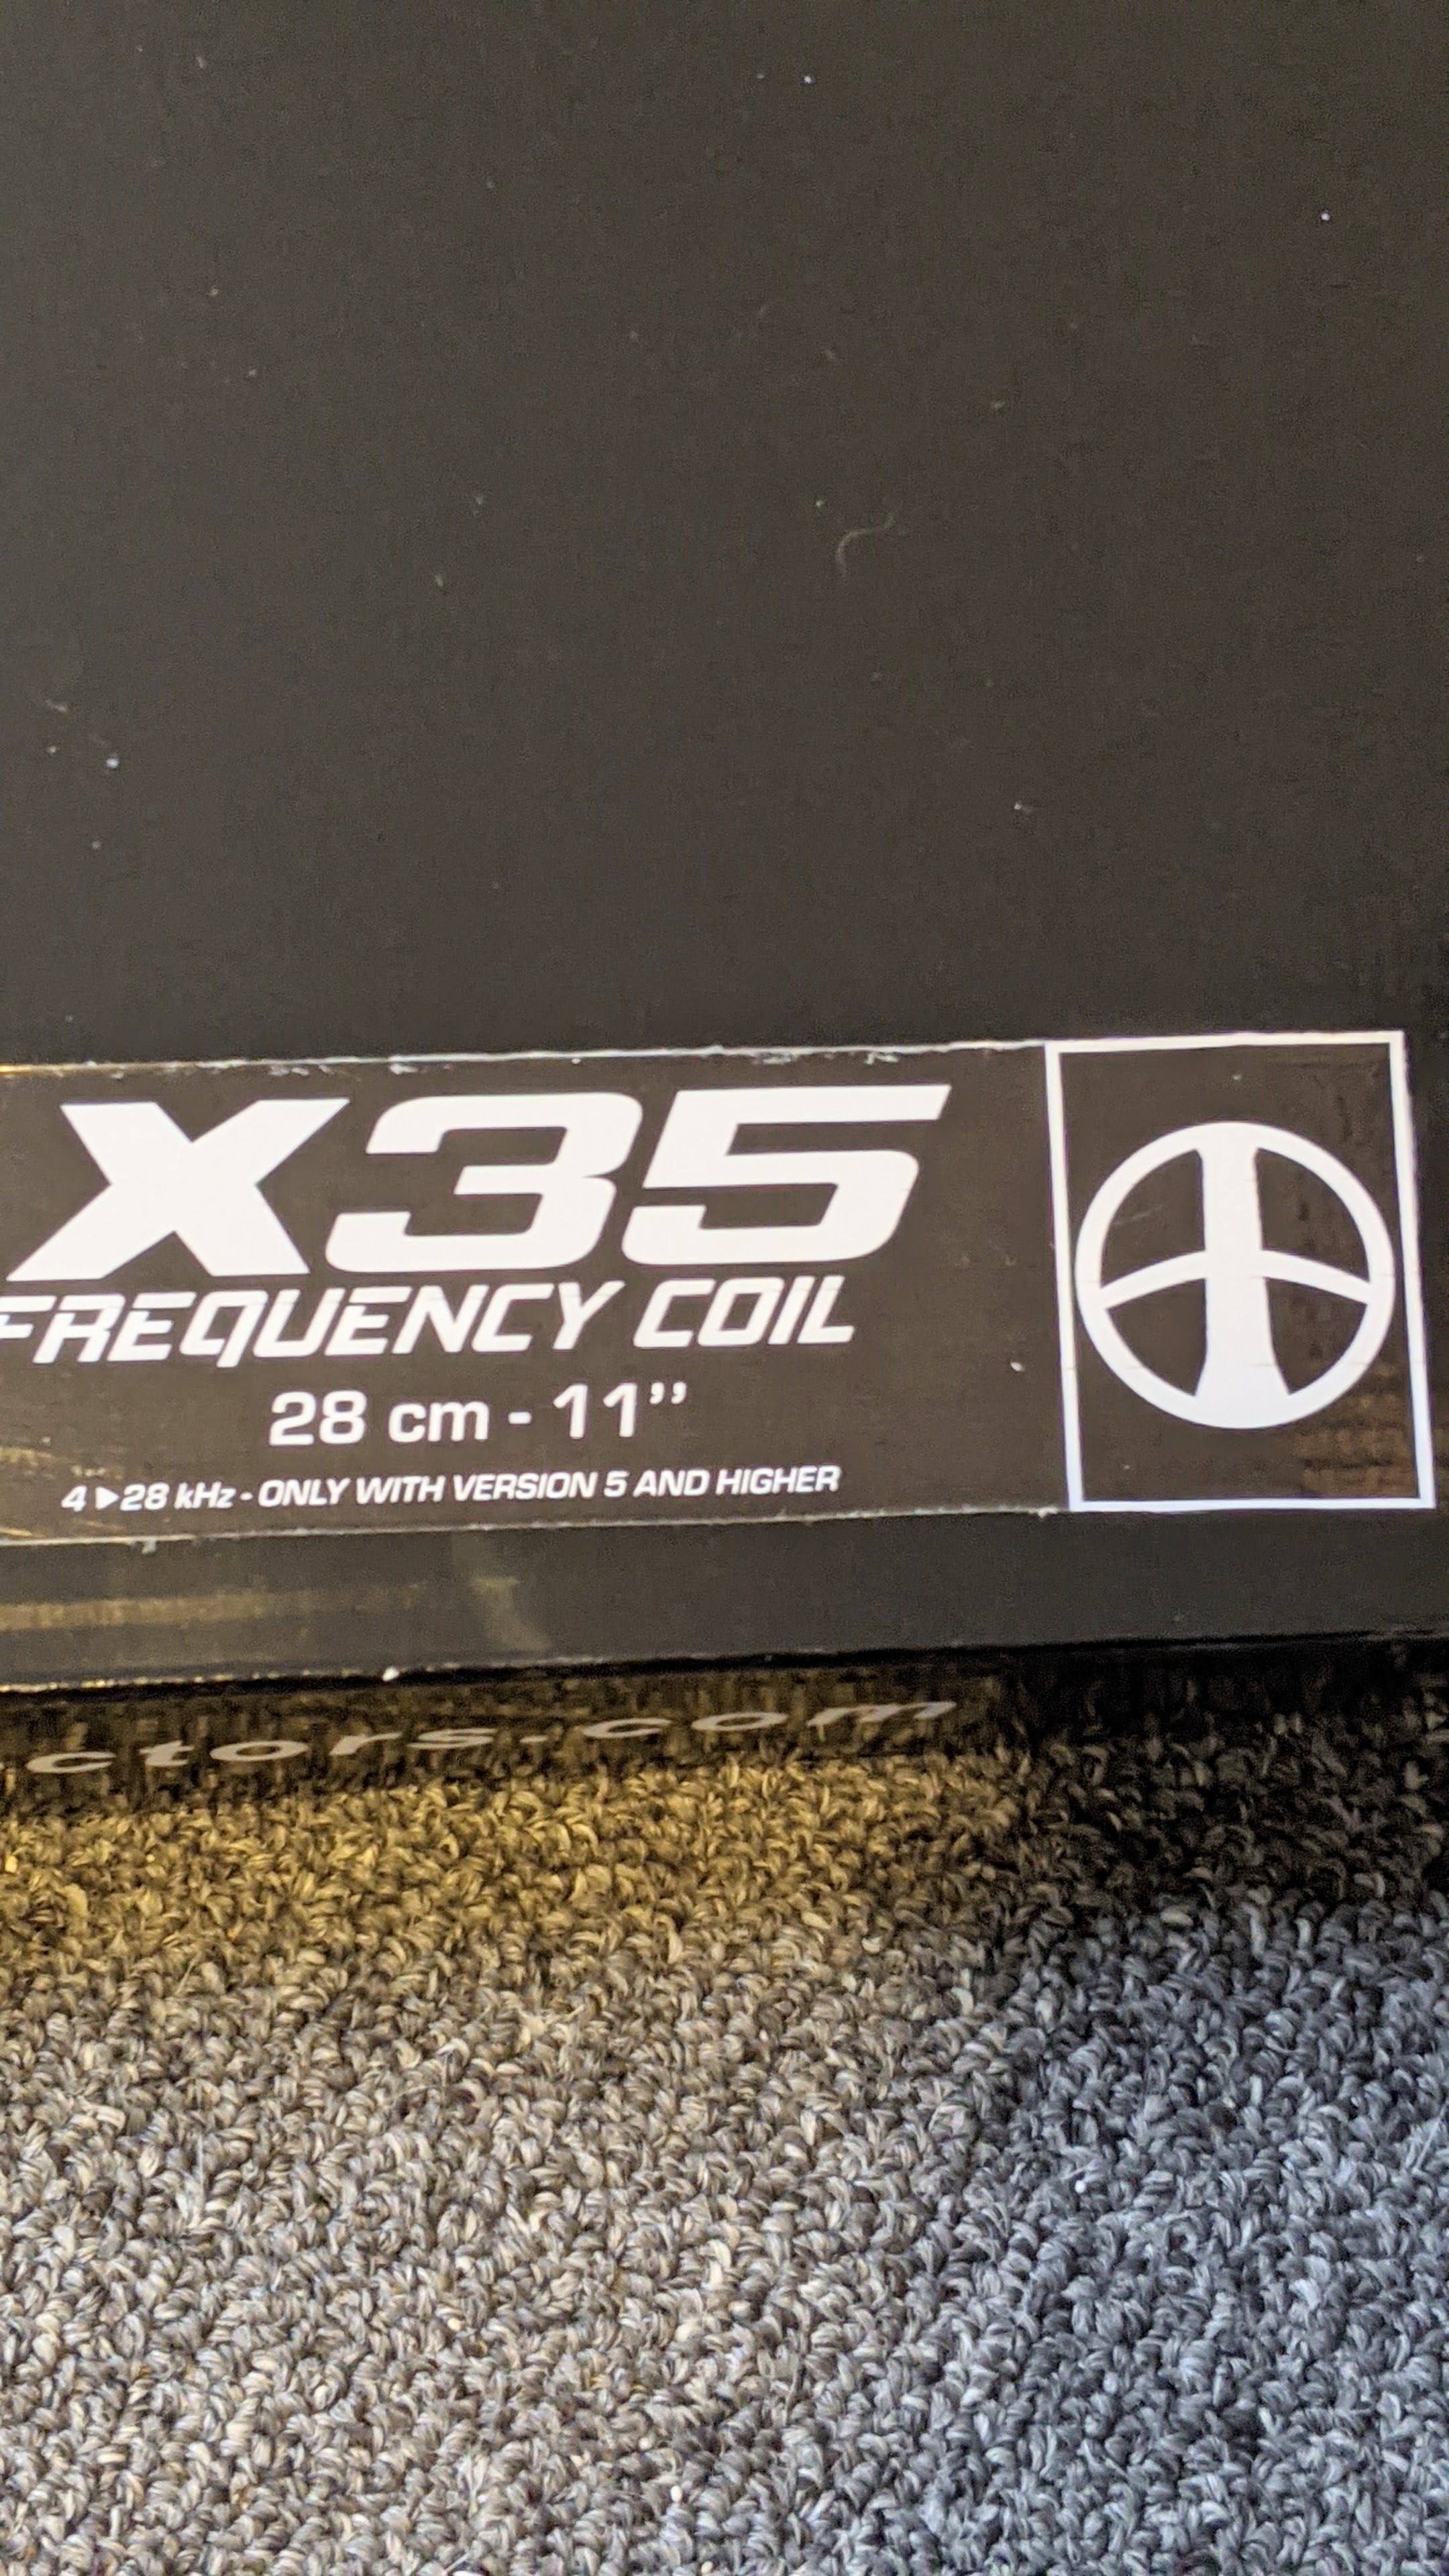 X35
FREQUENCY COIL
28 cm - 11”
4 ▶ 28 kHz - ONLY WITH VERSION 5 AND HIGHER
ctors.com